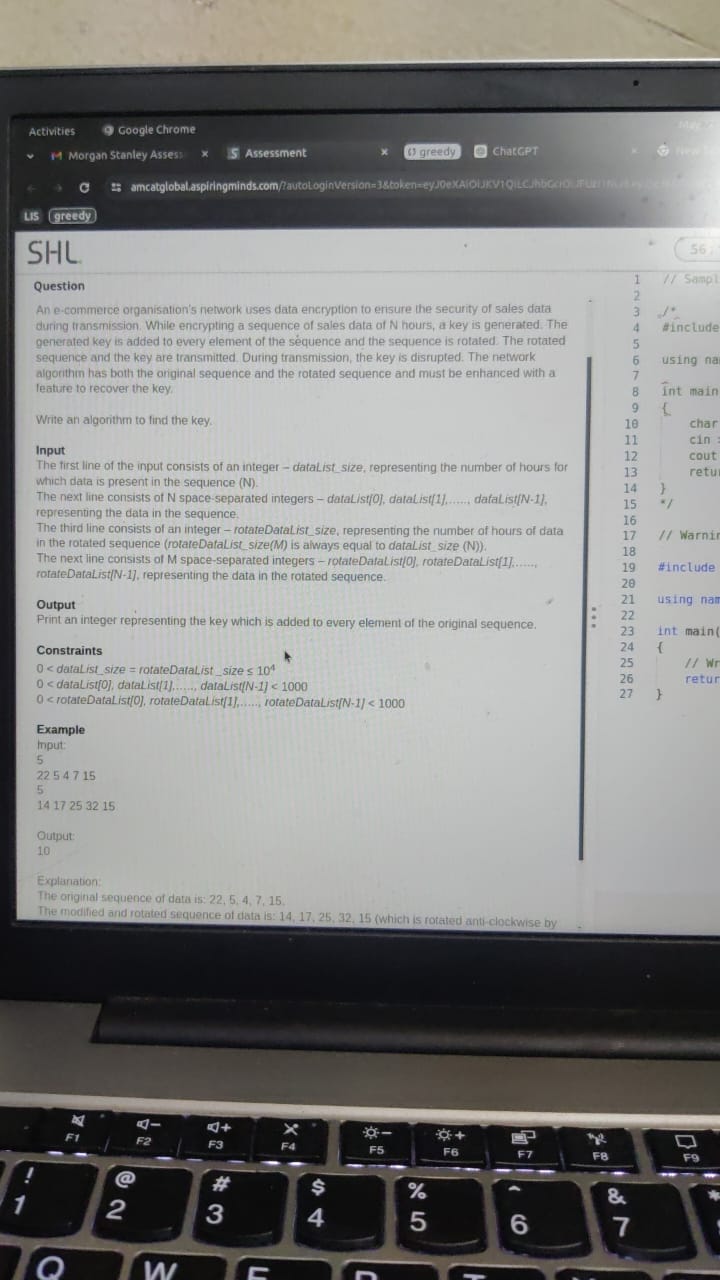 Activities
Google Chrome
May
Morgan Stanley Assess
×
Assessment
×
greedy
ChatGPT
×
New
amcatglobal.aspiringminds.com/?autoLoginVersion=3&token=
LIS
greedy
SHL
56
Question
An e-commerce organisation's network uses data encryption to ensure the security of sales data
during transmission. While encrypting a sequence of sales data of N hours, a key is generated. The
generated key is added to every element of the sequence and the sequence is rotated. The rotated
sequence and the key are transmitted. During transmission, the key is disrupted. The network
algorithm has both the original sequence and the rotated sequence and must be enhanced with a
feature to recover the key.
Write an algorithm to find the key.
Input
The first line of the input consists of an integer – dataList_size, representing the number of hours for
which data is present in the sequence (N).
The next line consists of N space-separated integers – dataList[0], dataList[1],....., dataList[N-1],
representing the data in the sequence.
The third line consists of an integer – rotateDataList_size, representing the number of hours of data
in the rotated sequence (rotateDataList_size(M) is always equal to dataList_size (N)).
The next line consists of M space-separated integers – rotateDataList[0], rotateDataList[1],.....,
rotateDataList[N-1], representing the data in the rotated sequence.
Output
Print an integer representing the key which is added to every element of the original sequence.
Constraints
0 < dataList_size = rotateDataList_size ≤ 10⁴
0 < dataList[0], dataList[1],....., dataList[N-1] < 1000
0 < rotateDataList[0], rotateDataList[1],....., rotateDataList[N-1] < 1000
Example
Input:
5
22 5 4 7 15
5
14 17 25 32 15
Output:
10
Explanation:
The original sequence of data is: 22, 5, 4, 7, 15.
The modified and rotated sequence of data is: 14, 17, 25, 32, 15 (which is rotated anti-clockwise by
1 // Sampl
2
3 /*
4 #include
5
6 using na
7
8 int main
9 {
10 char
11 cin
12 cout
13 retu
14 }
15 */
16
17 // Warnin
18
19 #include
20
21 using nam
22
23 int main(
24 {
25 // Wr
26 retur
27 }
F1
F2
F3
F4
F5
F6
F7
F8
F9
! 1
@ 2
# 3
$ 4
% 5
^ 6
& 7
*
Q
W